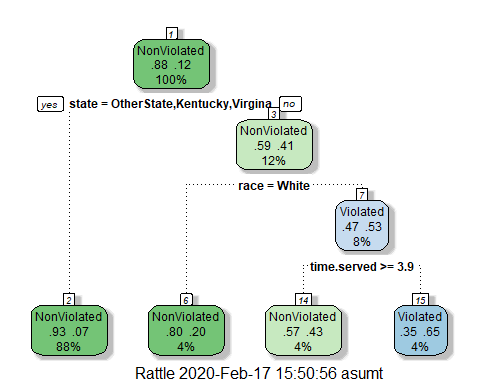 1
NonViolated
.88 .12
100%
yes state = OtherState,Kentucky,Virgina no
3
NonViolated
.59 .41
12%
race = White
7
Violated
.47 .53
8%
time.served >= 3.9
2 6 14 15
NonViolated NonViolated NonViolated Violated
.93 .07 .80 .20 .57 .43 .35 .65
88% 4% 4% 4%
Rattle 2020-Feb-17 15:50:56 asumt